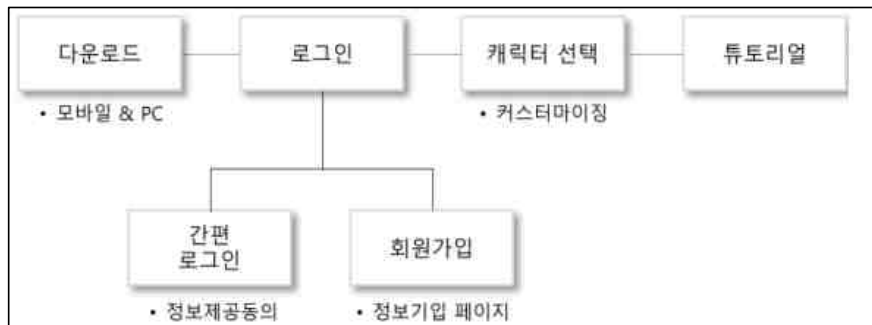 다운로드
로그인
캐릭터 선택
튜토리얼
• 모바일 & PC
• 커스터마이징
간편
로그인
회원가입
• 정보제공동의
• 정보기입 페이지